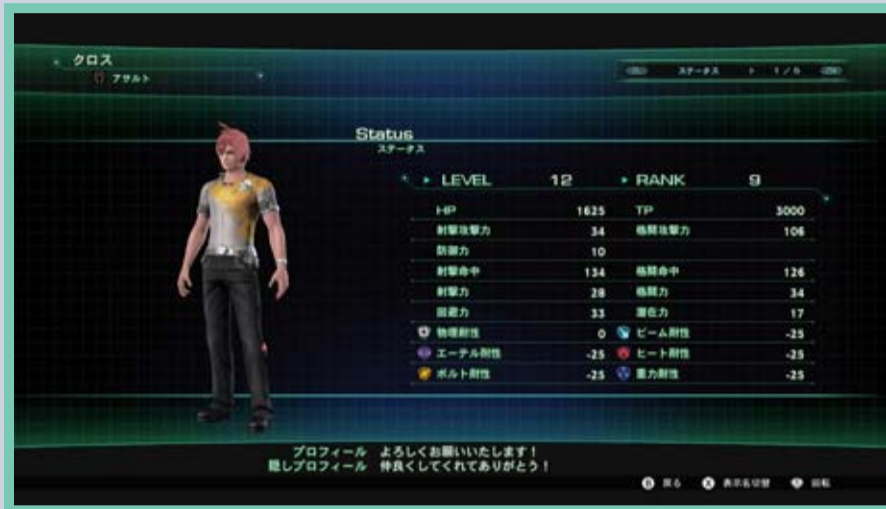 クロス
アサルト
ステータス 1/5
Status
ステータス
LEVEL 12 RANK 9
HP 1625 TP 3000
射撃攻撃力 34 格闘攻撃力 106
防御力 10
射撃命中 134 格闘命中 126
射撃力 28 格闘力 34
回避力 33 潜在力 17
物理耐性 0 ビーム耐性 -25
エーテル耐性 -25 ヒート耐性 -25
ボルト耐性 -25 重力耐性 -25
プロフィール よろしくお願いいたします!
隠しプロフィール 仲良くしてくれてありがとう!
B 戻る X 表示名切替 R 回転